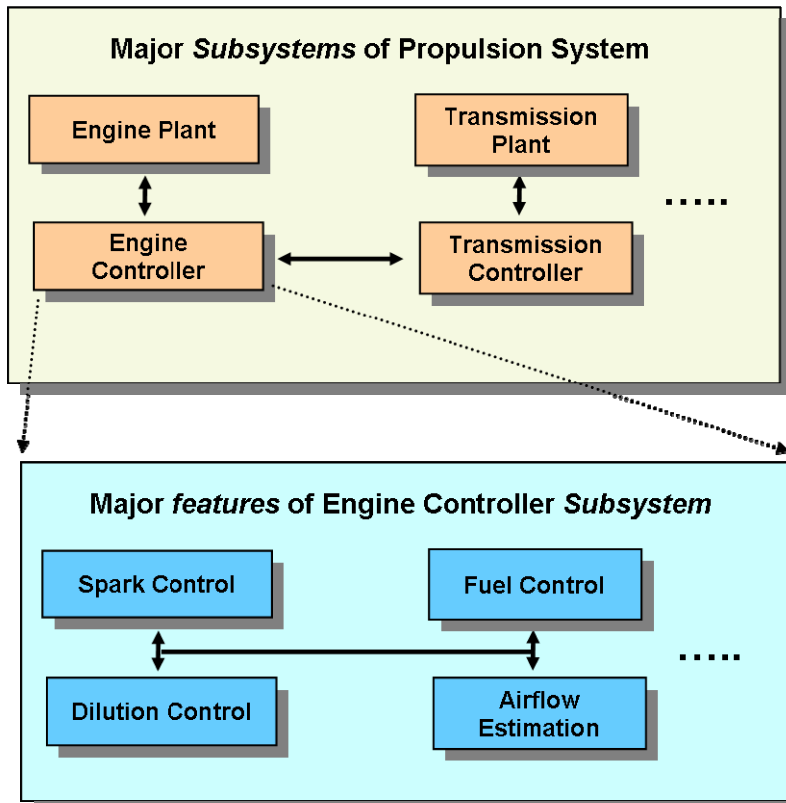 Major Subsystems of Propulsion System
Engine Plant
Transmission
Plant
.....
Engine
Controller
Transmission
Controller
Major features of Engine Controller Subsystem
Spark Control
Fuel Control
.....
Dilution Control
Airflow
Estimation